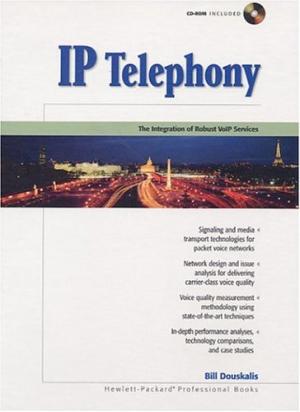 CD-ROM INCLUDED
IP Telephony
The Integration of Robust VoIP Services
Signaling and media
transport technologies for
packet voice networks
Network design and issue
analysis for delivering
carrier-class voice quality
Voice quality measurement
methodology using
state-of-the-art techniques
In-depth performance analyses,
technology comparisons,
and case studies
Bill Douskalis
Hewlett-Packard® Professional Books